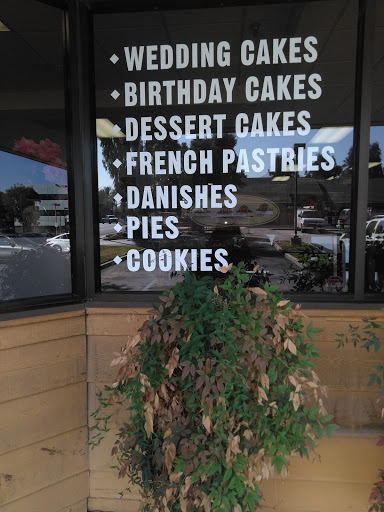 WEDDING CAKES
BIRTHDAY CAKES
DESSERT CAKES
FRENCH PASTRIES
DANISHES
PIES
COOKIES